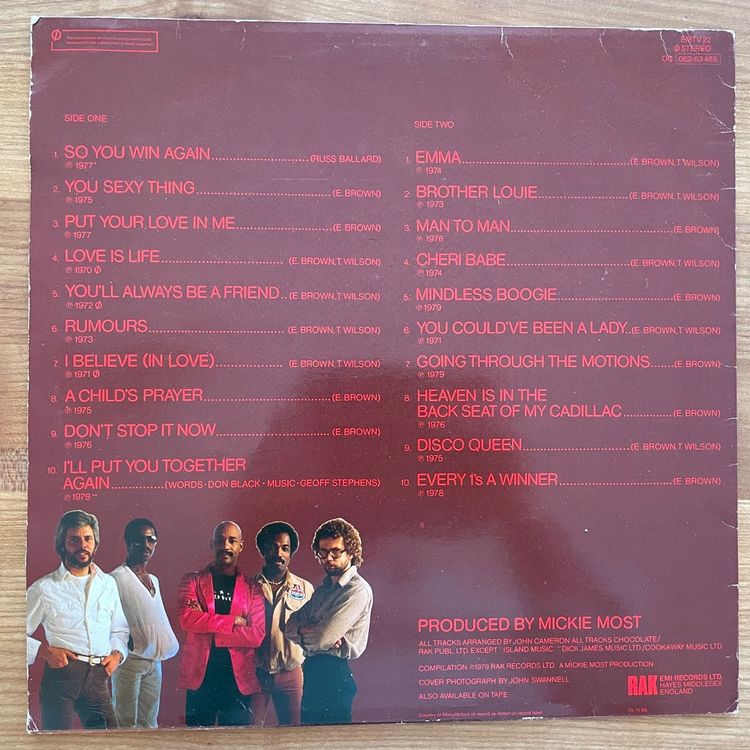 EMTV 22
Ø STEREO
OC 062-63 465
SIDE ONE
1. SO YOU WIN AGAIN (RUSS BALLARD)
℗ 1977*
2. YOU SEXY THING (E. BROWN)
℗ 1975
3. PUT YOUR LOVE IN ME (E. BROWN)
℗ 1977
4. LOVE IS LIFE (E. BROWN, T. WILSON)
℗ 1970 Ø
5. YOU'LL ALWAYS BE A FRIEND (E. BROWN, T. WILSON)
℗ 1972 Ø
6. RUMOURS (E. BROWN, T. WILSON)
℗ 1973
7. I BELIEVE (IN LOVE) (E. BROWN, T. WILSON)
℗ 1971 Ø
8. A CHILD'S PRAYER (E. BROWN)
℗ 1975
9. DON'T STOP IT NOW (E. BROWN)
℗ 1976
10. I'LL PUT YOU TOGETHER
AGAIN (WORDS - DON BLACK - MUSIC - GEOFF STEPHENS)
℗ 1978**
SIDE TWO
1. EMMA (E. BROWN, T. WILSON)
℗ 1974
2. BROTHER LOUIE (E. BROWN, T. WILSON)
℗ 1973
3. MAN TO MAN (E. BROWN)
℗ 1976
4. CHERI BABE (E. BROWN, T. WILSON)
℗ 1974
5. MINDLESS BOOGIE (E. BROWN)
℗ 1979
6. YOU COULD'VE BEEN A LADY (E. BROWN, T. WILSON)
℗ 1971
7. GOING THROUGH THE MOTIONS (E. BROWN)
℗ 1979
8. HEAVEN IS IN THE
BACK SEAT OF MY CADILLAC (E. BROWN)
℗ 1976
9. DISCO QUEEN (E. BROWN, T. WILSON)
℗ 1975
10. EVERY 1's A WINNER (E. BROWN)
℗ 1978
PRODUCED BY MICKIE MOST
ALL TRACKS ARRANGED BY JOHN CAMERON ALL TRACKS CHOCOLATE/
RAK PUBL. LTD. EXCEPT *ISLAND MUSIC. **DICK JAMES MUSIC LTD./COOKAWAY MUSIC LTD.
COMPILATION ℗1979 RAK RECORDS LTD. A MICKIE MOST PRODUCTION
COVER PHOTOGRAPH BY JOHN SWANNELL
ALSO AVAILABLE ON TAPE
RAK EMI RECORDS LTD.
HAYES MIDDLESEX
ENGLAND
Country of Manufacture of record as stated on record label